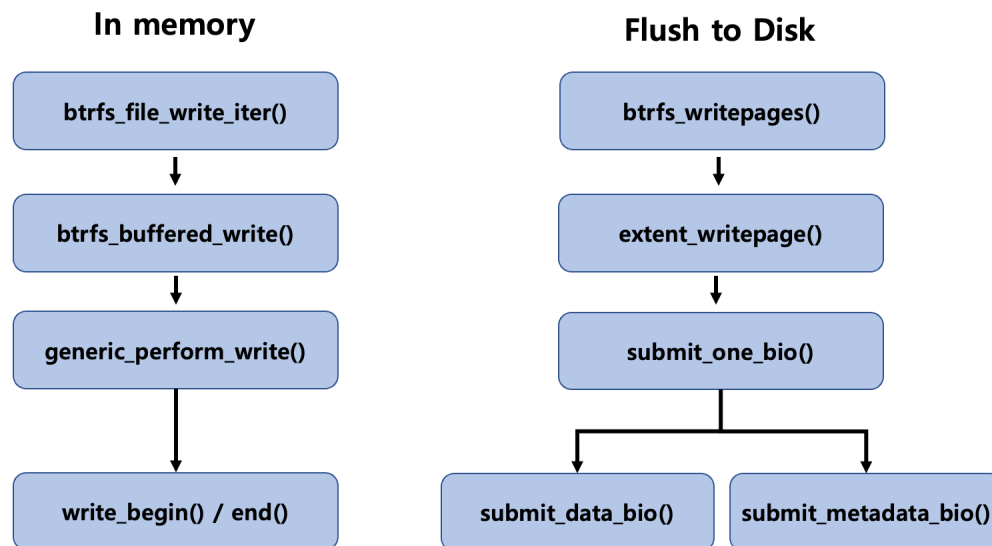 In memory
btrfs_file_write_iter()
btrfs_buffered_write()
generic_perform_write()
write_begin() / end()
Flush to Disk
btrfs_writepages()
extent_writepage()
submit_one_bio()
submit_data_bio()
submit_metadata_bio()